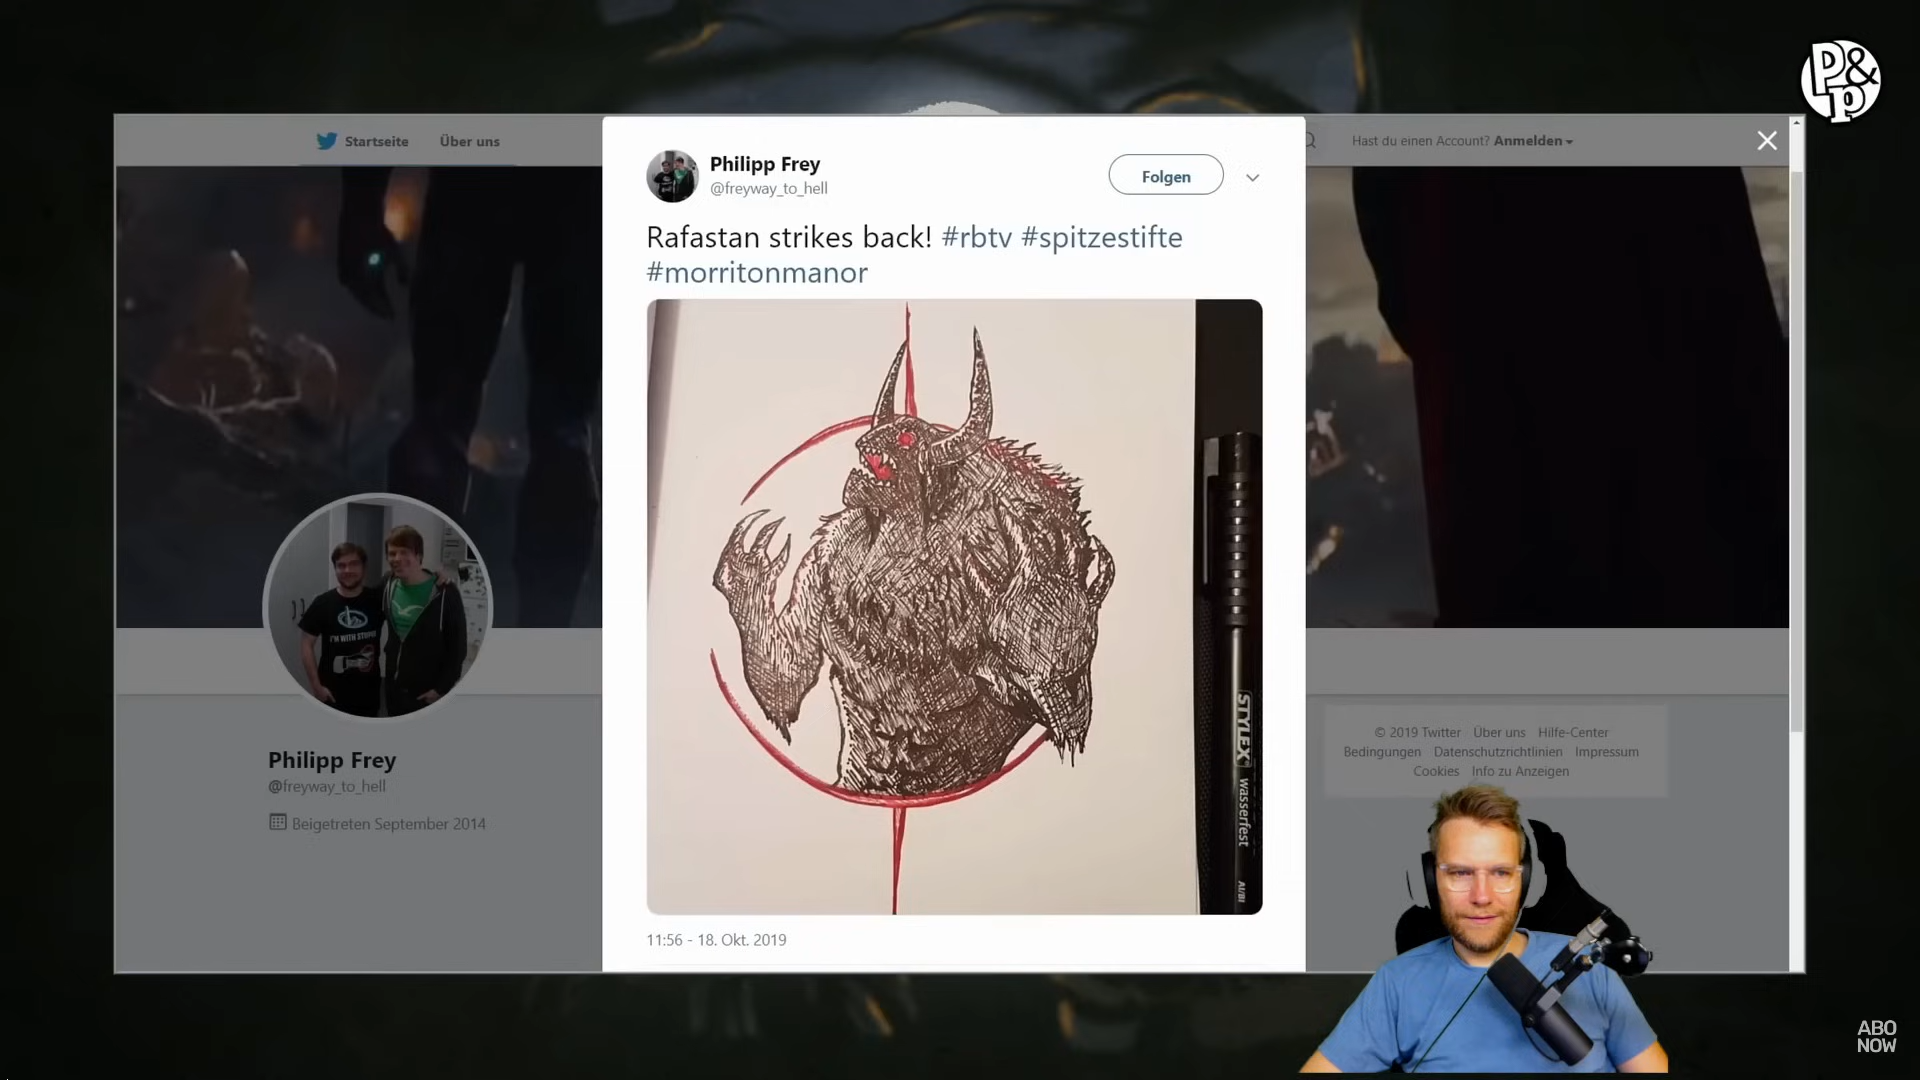 P&P
Startseite Über uns
Hast du einen Account? Anmelden
Philipp Frey
@freyway_to_hell
Folgen
Rafastan strikes back! #rbtv #spitzestifte
#morritonmanor
STYLEX wasserfest
I'M WITH STUPID
Philipp Frey
@freyway_to_hell
Beigetreten September 2014
© 2019 Twitter Über uns Hilfe-Center
Bedingungen Datenschutzrichtlinien Impressum
Cookies Info zu Anzeigen
11:56 - 18. Okt. 2019
ABO
NOW